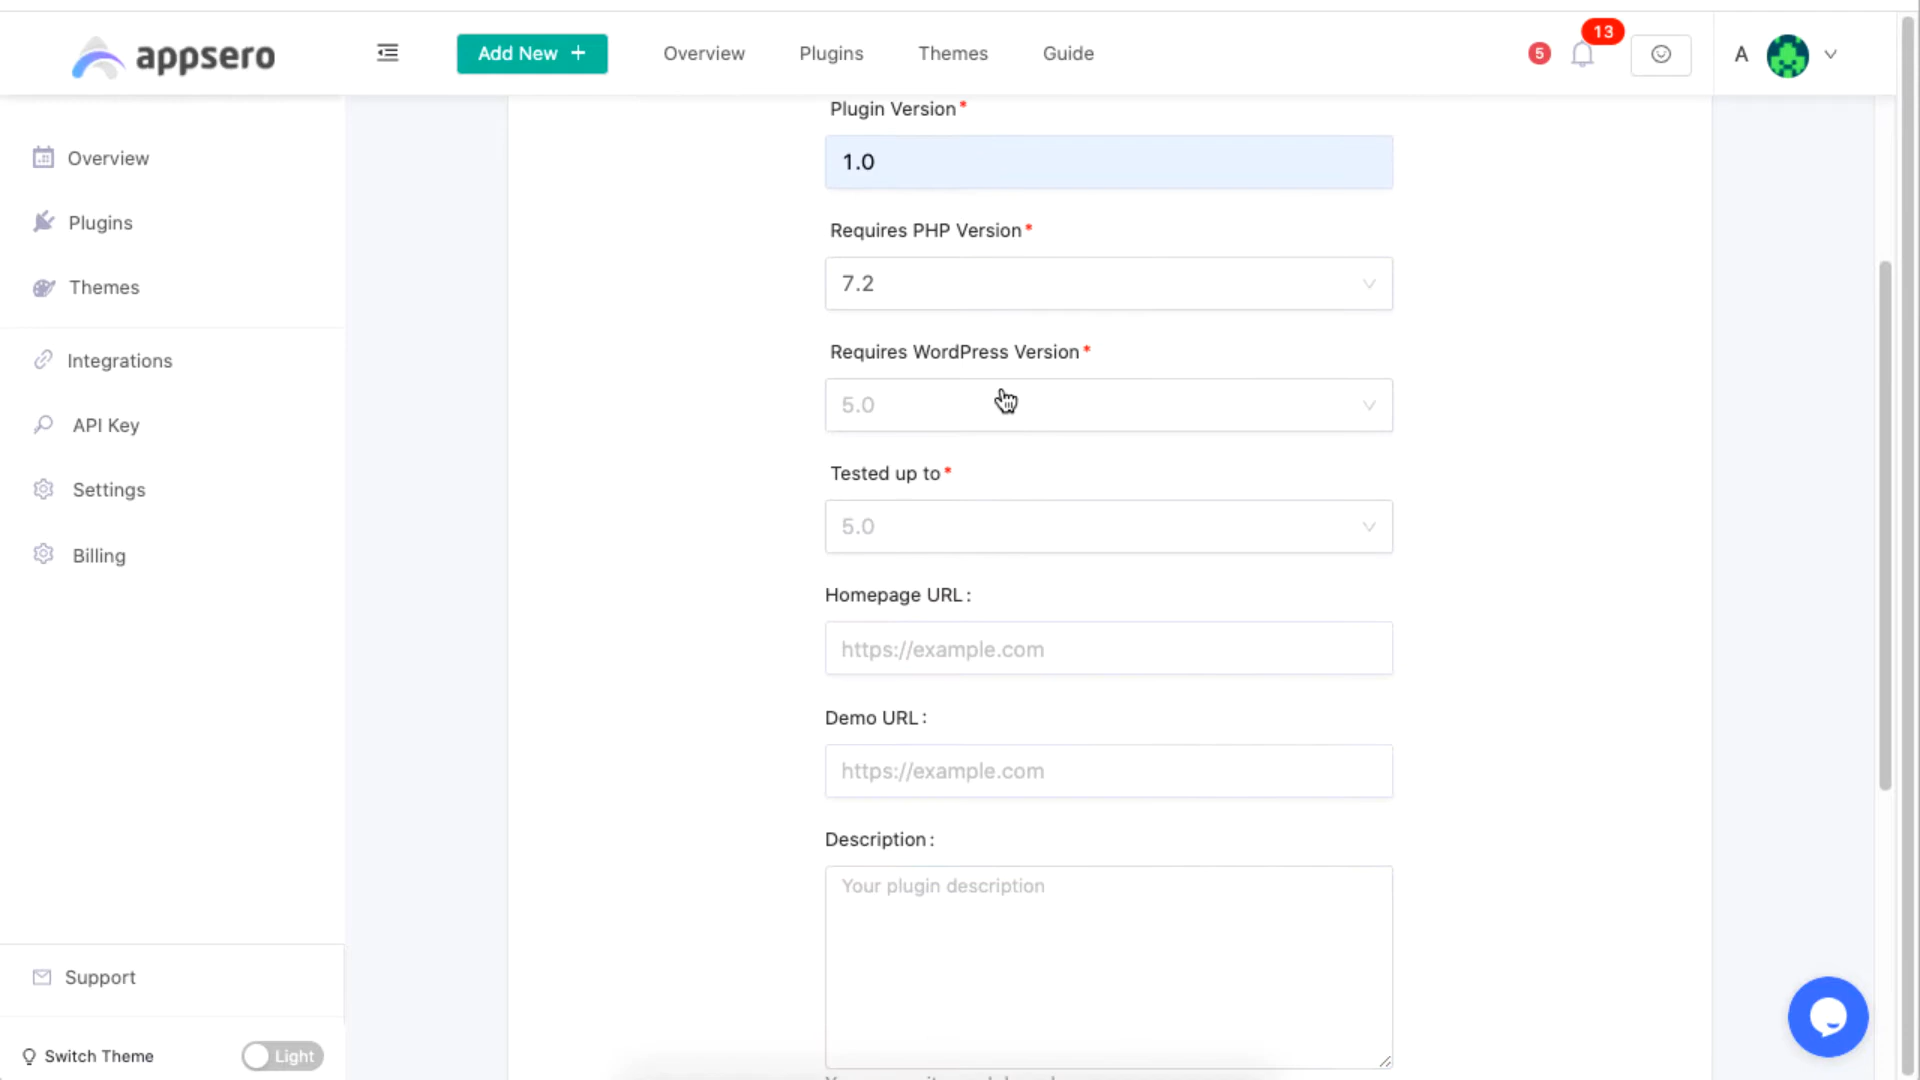 appsero
Add New +
Overview
Plugins
Themes
Guide
5
13
A
Overview
Plugins
Themes
Integrations
API Key
Settings
Billing
Support
Switch Theme
Light
Plugin Version*
1.0
Requires PHP Version*
7.2
Requires WordPress Version*
5.0
Tested up to*
5.0
Homepage URL:
https://example.com
Demo URL:
https://example.com
Description:
Your plugin description